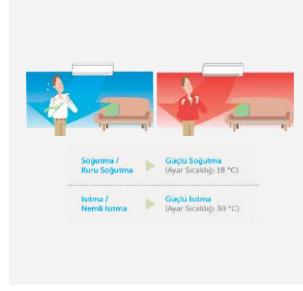 Soğutma /
Kuru Soğutma
Güçlü Soğutma
(Ayar Sıcaklığı 18 °C)
Isıtma /
Nemli Isıtma
Güçlü Isıtma
(Ayar Sıcaklığı 30 °C)